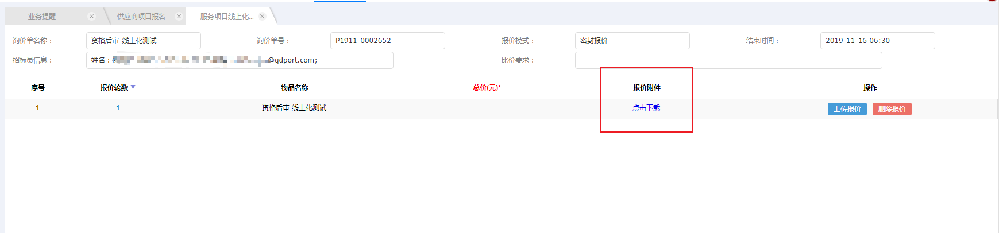 业务提醒 供应商项目报名 服务项目线上化...
询价单名称： 资格后审-线上化测试 询价单号： P1911-0002652 报价模式： 密封报价 结束时间： 2019-11-16 06:30
招标员信息： 姓名： @qdport.com; 比价要求：
序号 报价轮数 物品名称 总价(元)* 报价附件 操作
1 1 资格后审-线上化测试 点击下载 上传报价 删除报价